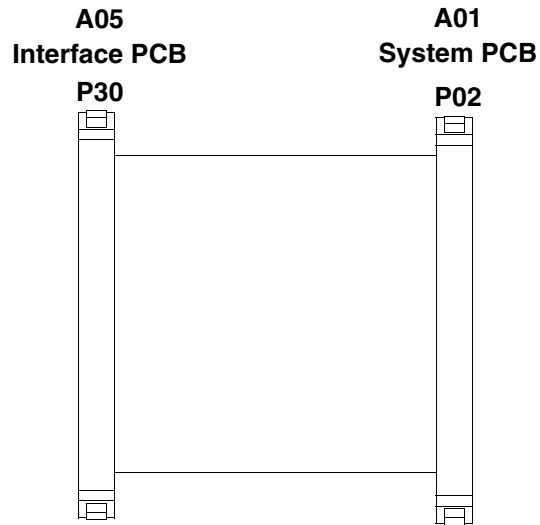 A05
Interface PCB
P30
A01
System PCB
P02